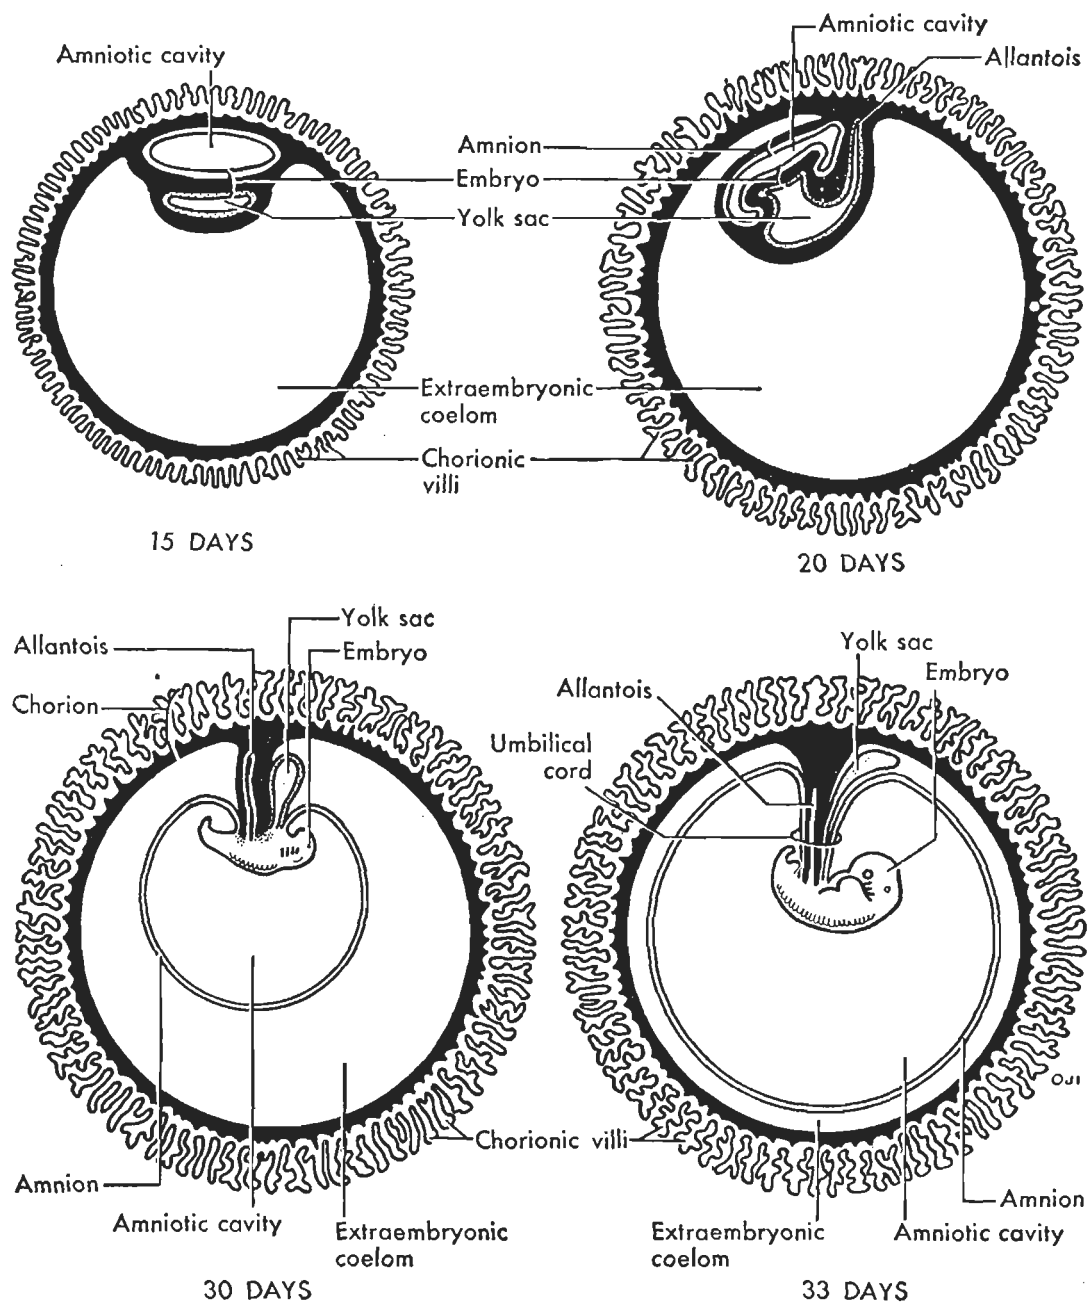 Amniotic cavity
Amniotic cavity
Allantois
Amnion
Embryo
Yolk sac
Extraembryonic
coelom
Chorionic
villi
15 DAYS
20 DAYS
Yolk sac
Allantois
Embryo
Chorion
Yolk sac
Embryo
Allantois
Umbilical
cord
OJI
Chorionic villi
Amnion
Amniotic cavity
Extraembryonic
coelom
Amnion
Extraembryonic
coelom
Amniotic cavity
30 DAYS
33 DAYS